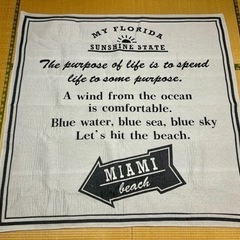 MY FLORIDA
SUNSHINE STATE
The purpose of life is to spend
life to some purpose.
A wind from the ocean
is comfortable.
Blue water, blue sea, blue sky
Let's hit the beach.
MIAMI
beach